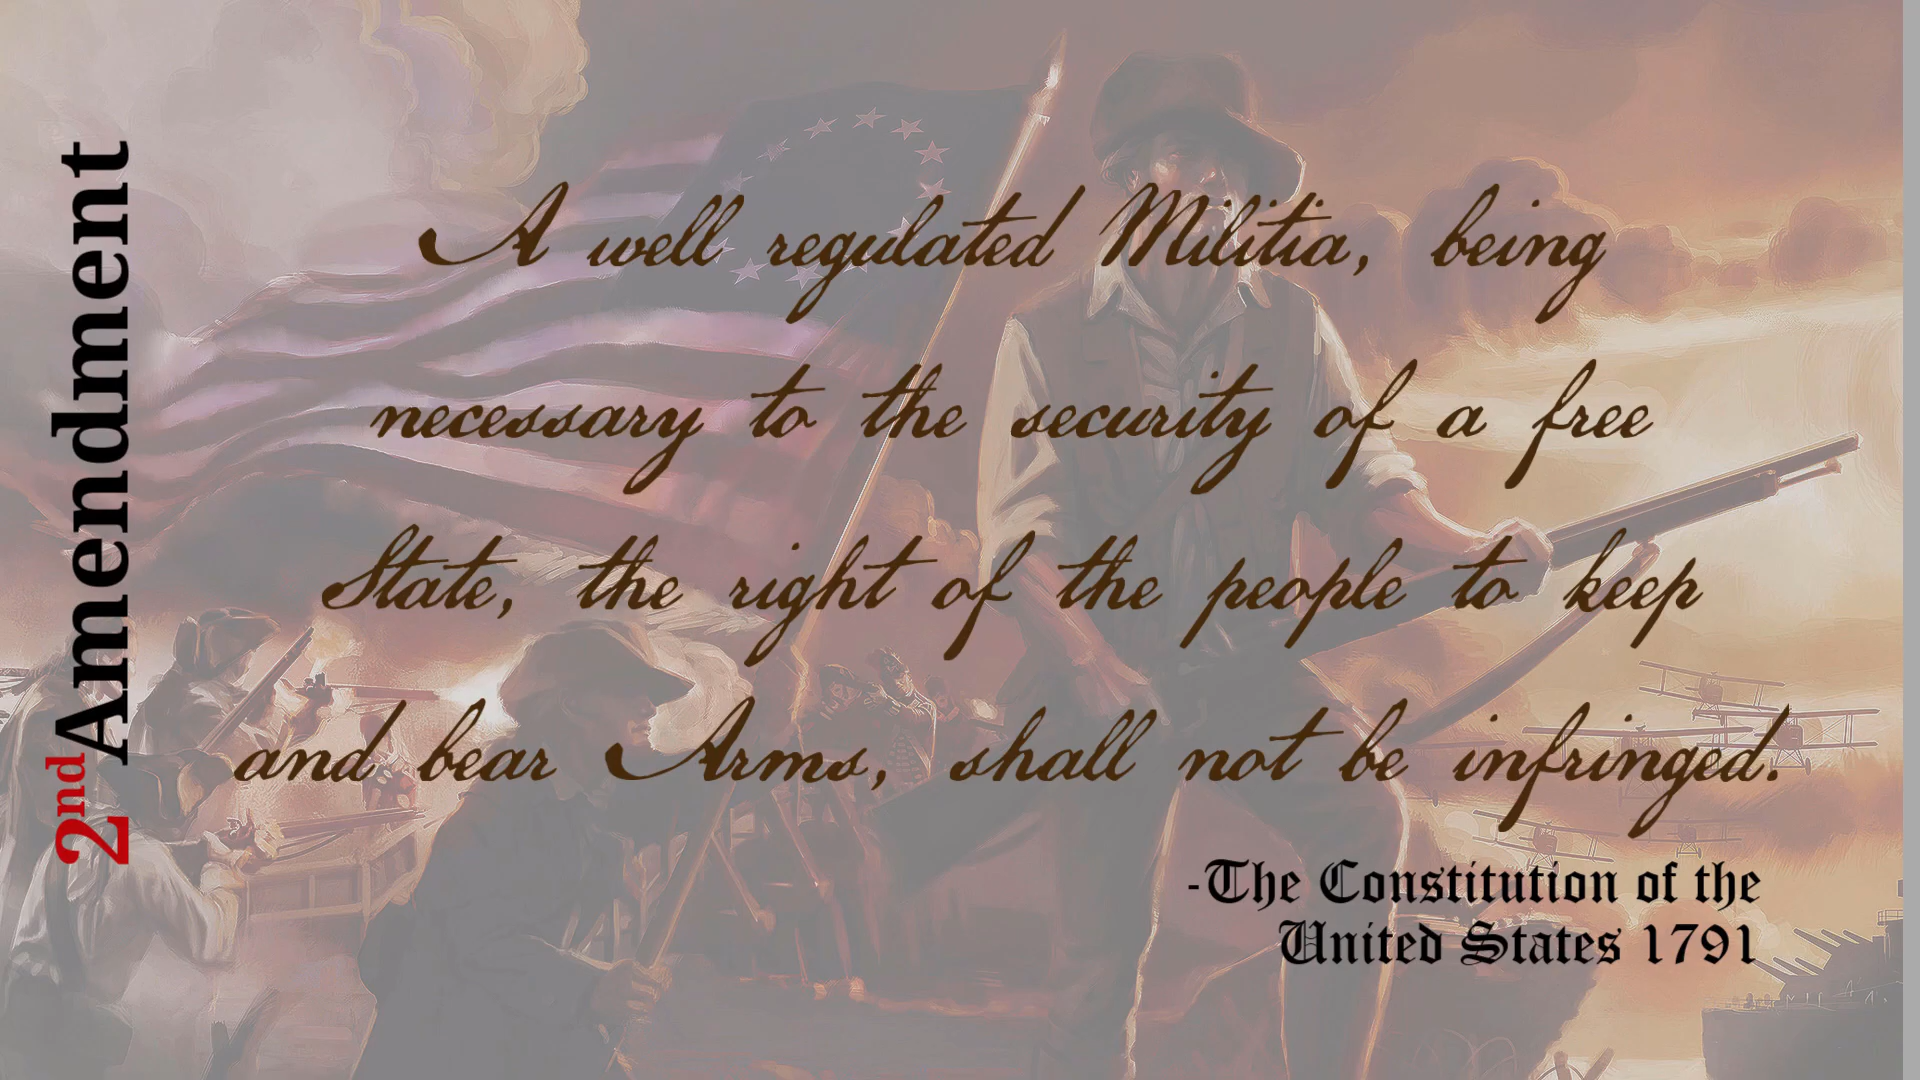 2nd Amendment
A well regulated Militia, being
necessary to the security of a free
State, the right of the people to keep
and bear Arms, shall not be infringed.
-The Constitution of the
United States 1791